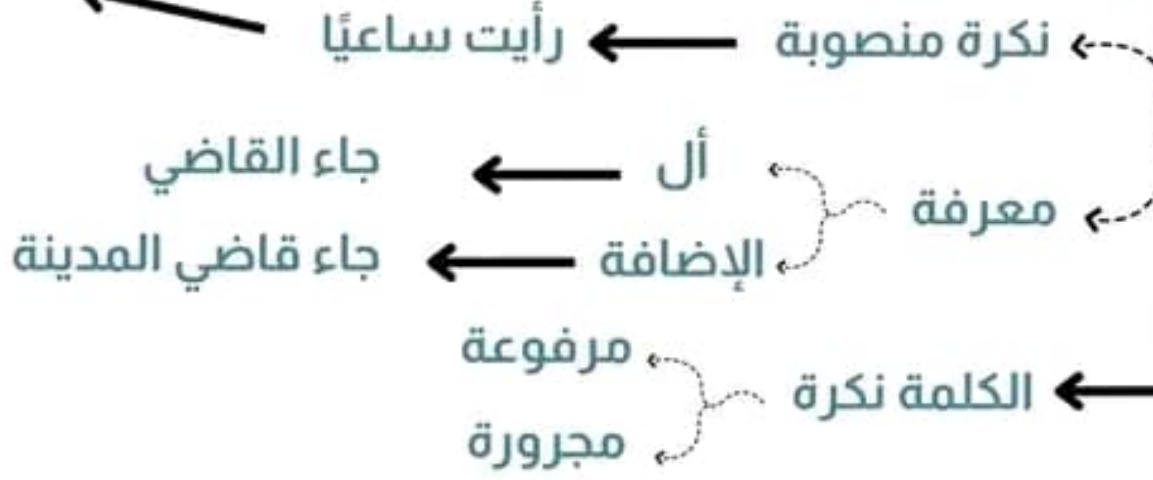 نكرة منصوبة رأيت ساعيًا
معرفة
أل جاء القاضي
الإضافة جاء قاضي المدينة
الكلمة نكرة
مرفوعة
مجرورة